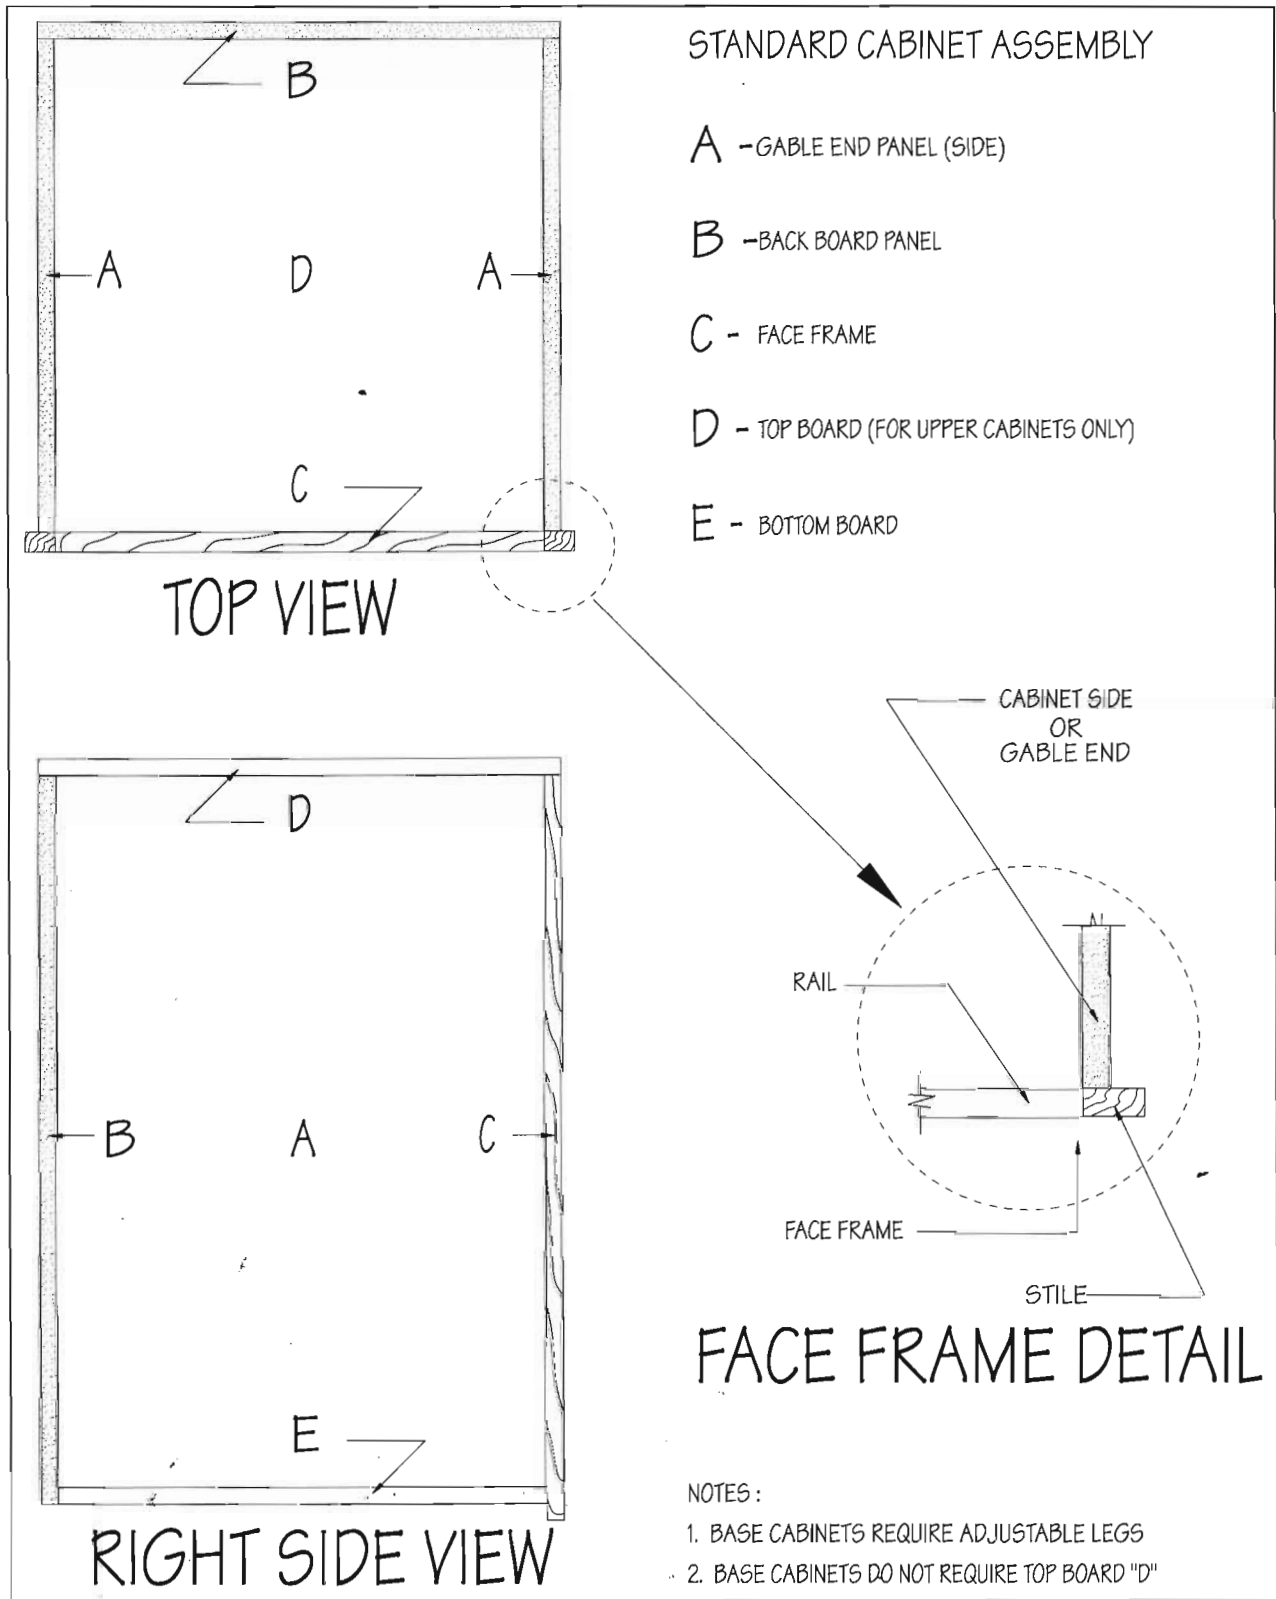 STANDARD CABINET ASSEMBLY
A - GABLE END PANEL (SIDE)
B - BACK BOARD PANEL
C - FACE FRAME
D - TOP BOARD (FOR UPPER CABINETS ONLY)
E - BOTTOM BOARD
B
A
D
A
C
TOP VIEW
CABINET SIDE
OR
GABLE END
RAIL
FACE FRAME
STILE
FACE FRAME DETAIL
D
B
A
C
E
RIGHT SIDE VIEW
NOTES :
1. BASE CABINETS REQUIRE ADJUSTABLE LEGS
2. BASE CABINETS DO NOT REQUIRE TOP BOARD "D"